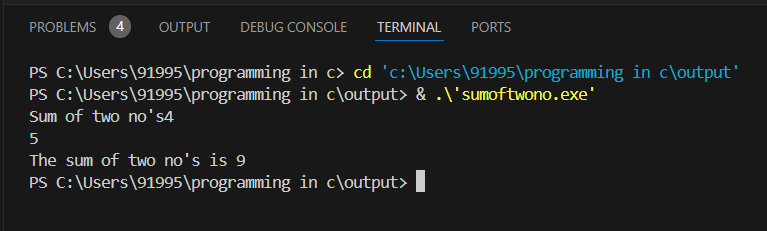 PROBLEMS 4 OUTPUT DEBUG CONSOLE TERMINAL PORTS
PS C:\Users\91995\programming in c> cd 'c:\Users\91995\programming in c\output'
PS C:\Users\91995\programming in c\output> & .\'sumoftwono.exe'
Sum of two no's4
5
The sum of two no's is 9
PS C:\Users\91995\programming in c\output>